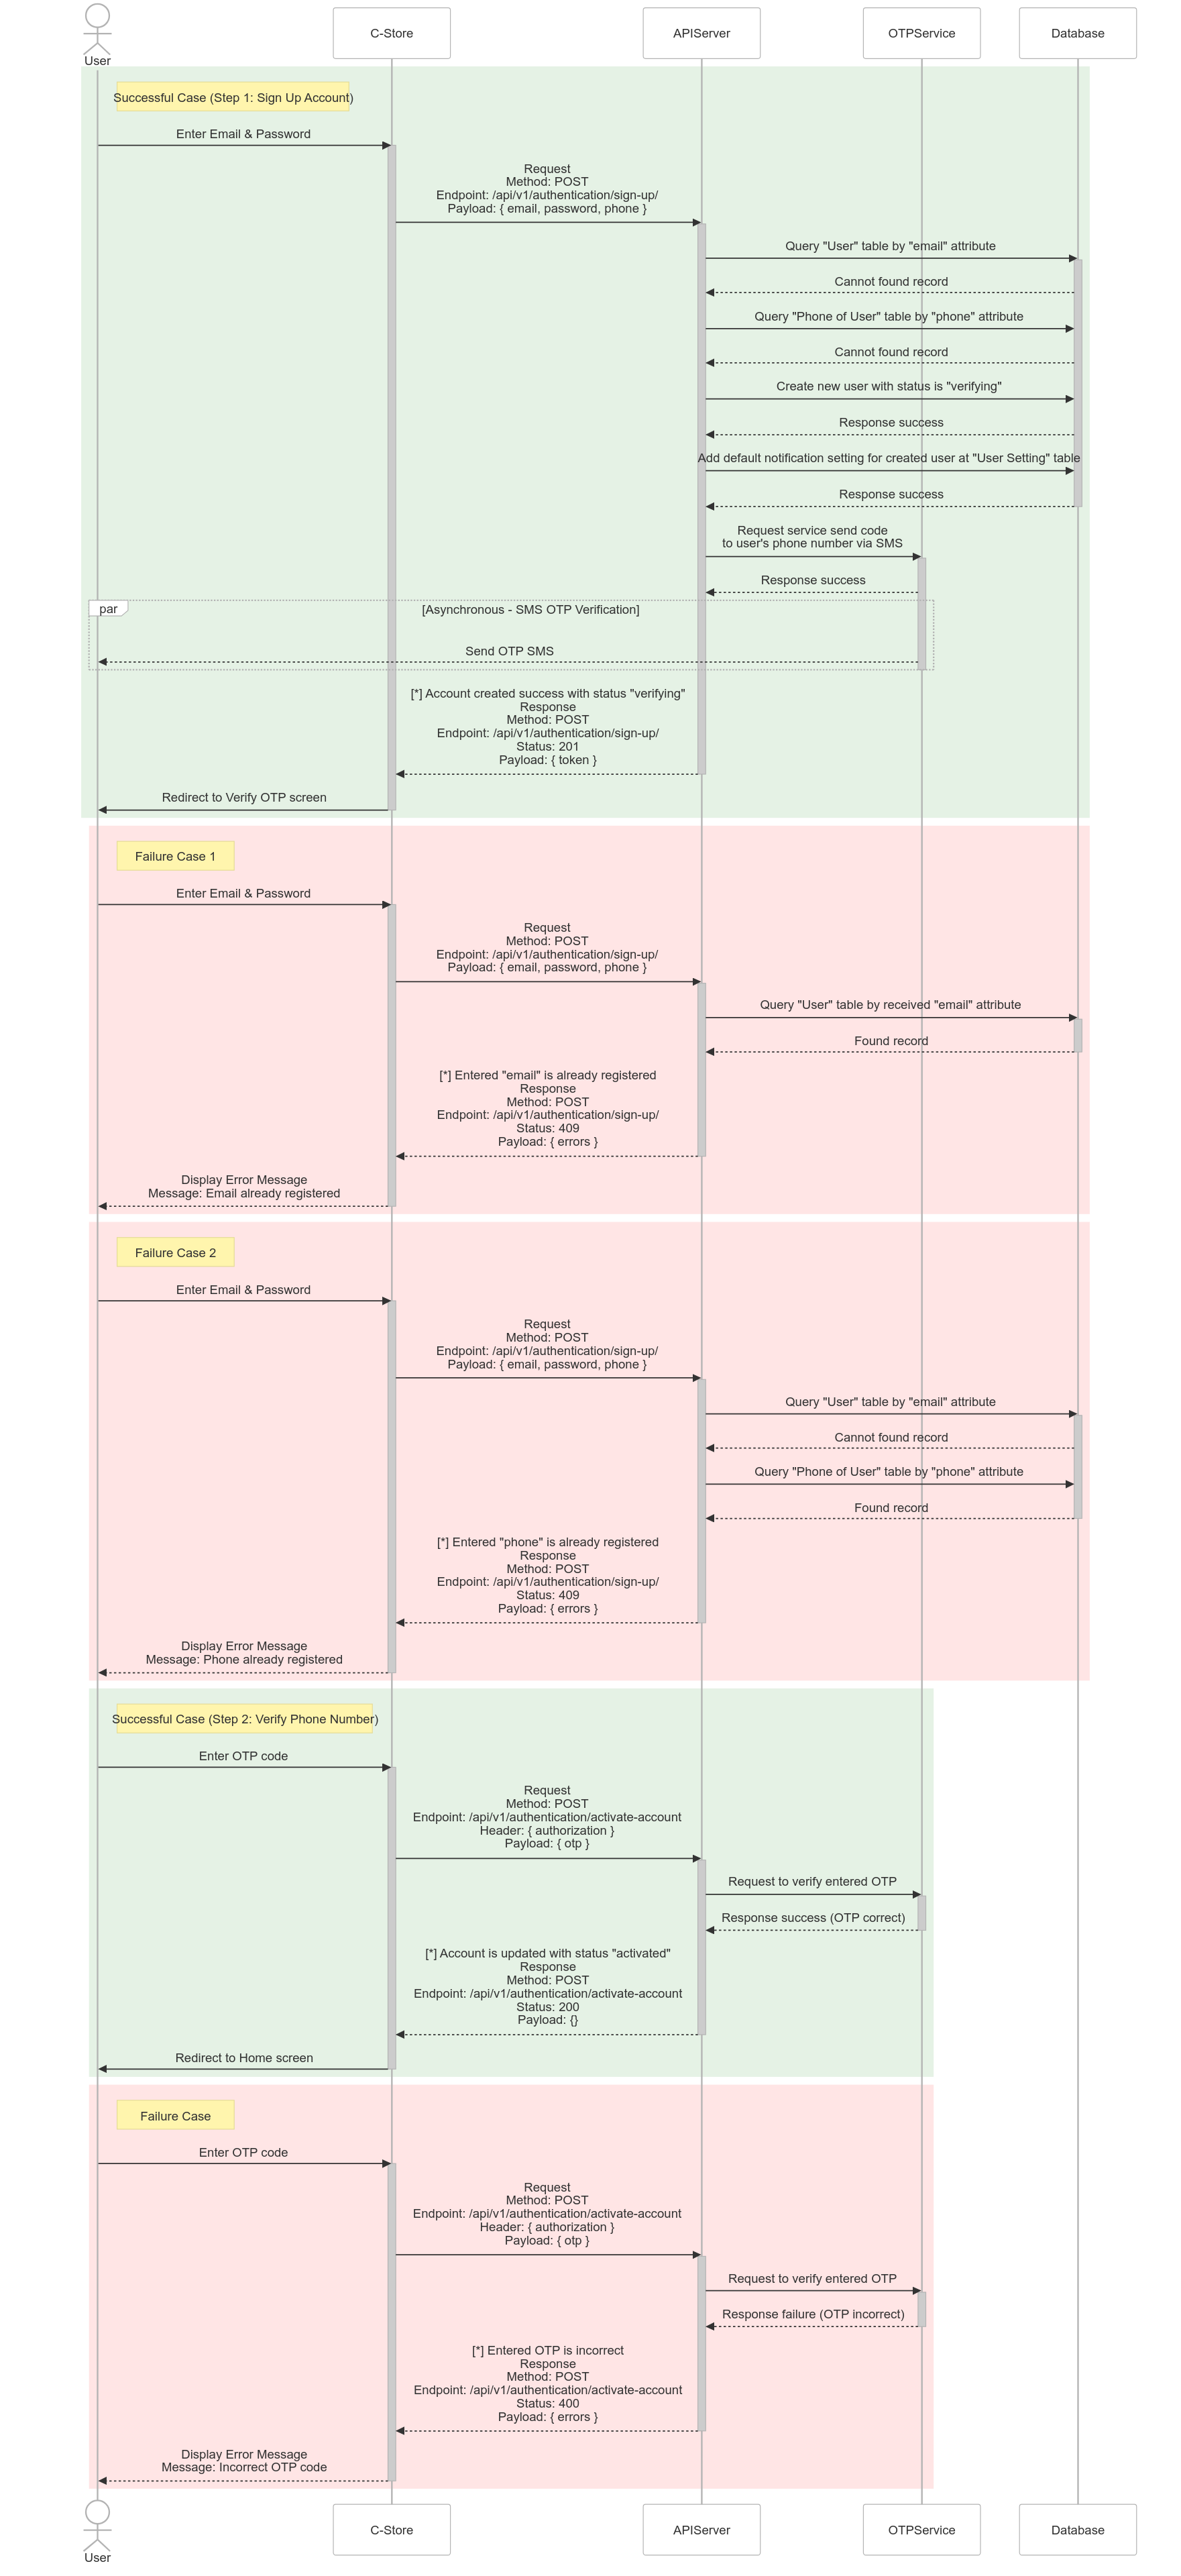 User
C-Store
APIServer
OTPService
Database
Successful Case (Step 1: Sign Up Account)
Enter Email & Password
Request
Method: POST
Endpoint: /api/v1/authentication/sign-up/
Payload: { email, password, phone }
Query "User" table by "email" attribute
Cannot found record
Query "Phone of User" table by "phone" attribute
Cannot found record
Create new user with status is "verifying"
Response success
Add default notification setting for created user at "User Setting" table
Response success
Request service send code
to user's phone number via SMS
Response success
par
[Asynchronous - SMS OTP Verification]
Send OTP SMS
[*] Account created success with status "verifying"
Response
Method: POST
Endpoint: /api/v1/authentication/sign-up/
Status: 201
Payload: { token }
Redirect to Verify OTP screen
Failure Case 1
Enter Email & Password
Request
Method: POST
Endpoint: /api/v1/authentication/sign-up/
Payload: { email, password, phone }
Query "User" table by received "email" attribute
Found record
[*] Entered "email" is already registered
Response
Method: POST
Endpoint: /api/v1/authentication/sign-up/
Status: 409
Payload: { errors }
Display Error Message
Message: Email already registered
Failure Case 2
Enter Email & Password
Request
Method: POST
Endpoint: /api/v1/authentication/sign-up/
Payload: { email, password, phone }
Query "User" table by "email" attribute
Cannot found record
Query "Phone of User" table by "phone" attribute
Found record
[*] Entered "phone" is already registered
Response
Method: POST
Endpoint: /api/v1/authentication/sign-up/
Status: 409
Payload: { errors }
Display Error Message
Message: Phone already registered
Successful Case (Step 2: Verify Phone Number)
Enter OTP code
Request
Method: POST
Endpoint: /api/v1/authentication/activate-account
Header: { authorization }
Payload: { otp }
Request to verify entered OTP
Response success (OTP correct)
[*] Account is updated with status "activated"
Response
Method: POST
Endpoint: /api/v1/authentication/activate-account
Status: 200
Payload: {}
Redirect to Home screen
Failure Case
Enter OTP code
Request
Method: POST
Endpoint: /api/v1/authentication/activate-account
Header: { authorization }
Payload: { otp }
Request to verify entered OTP
Response failure (OTP incorrect)
[*] Entered OTP is incorrect
Response
Method: POST
Endpoint: /api/v1/authentication/activate-account
Status: 400
Payload: { errors }
Display Error Message
Message: Incorrect OTP code
User
C-Store
APIServer
OTPService
Database